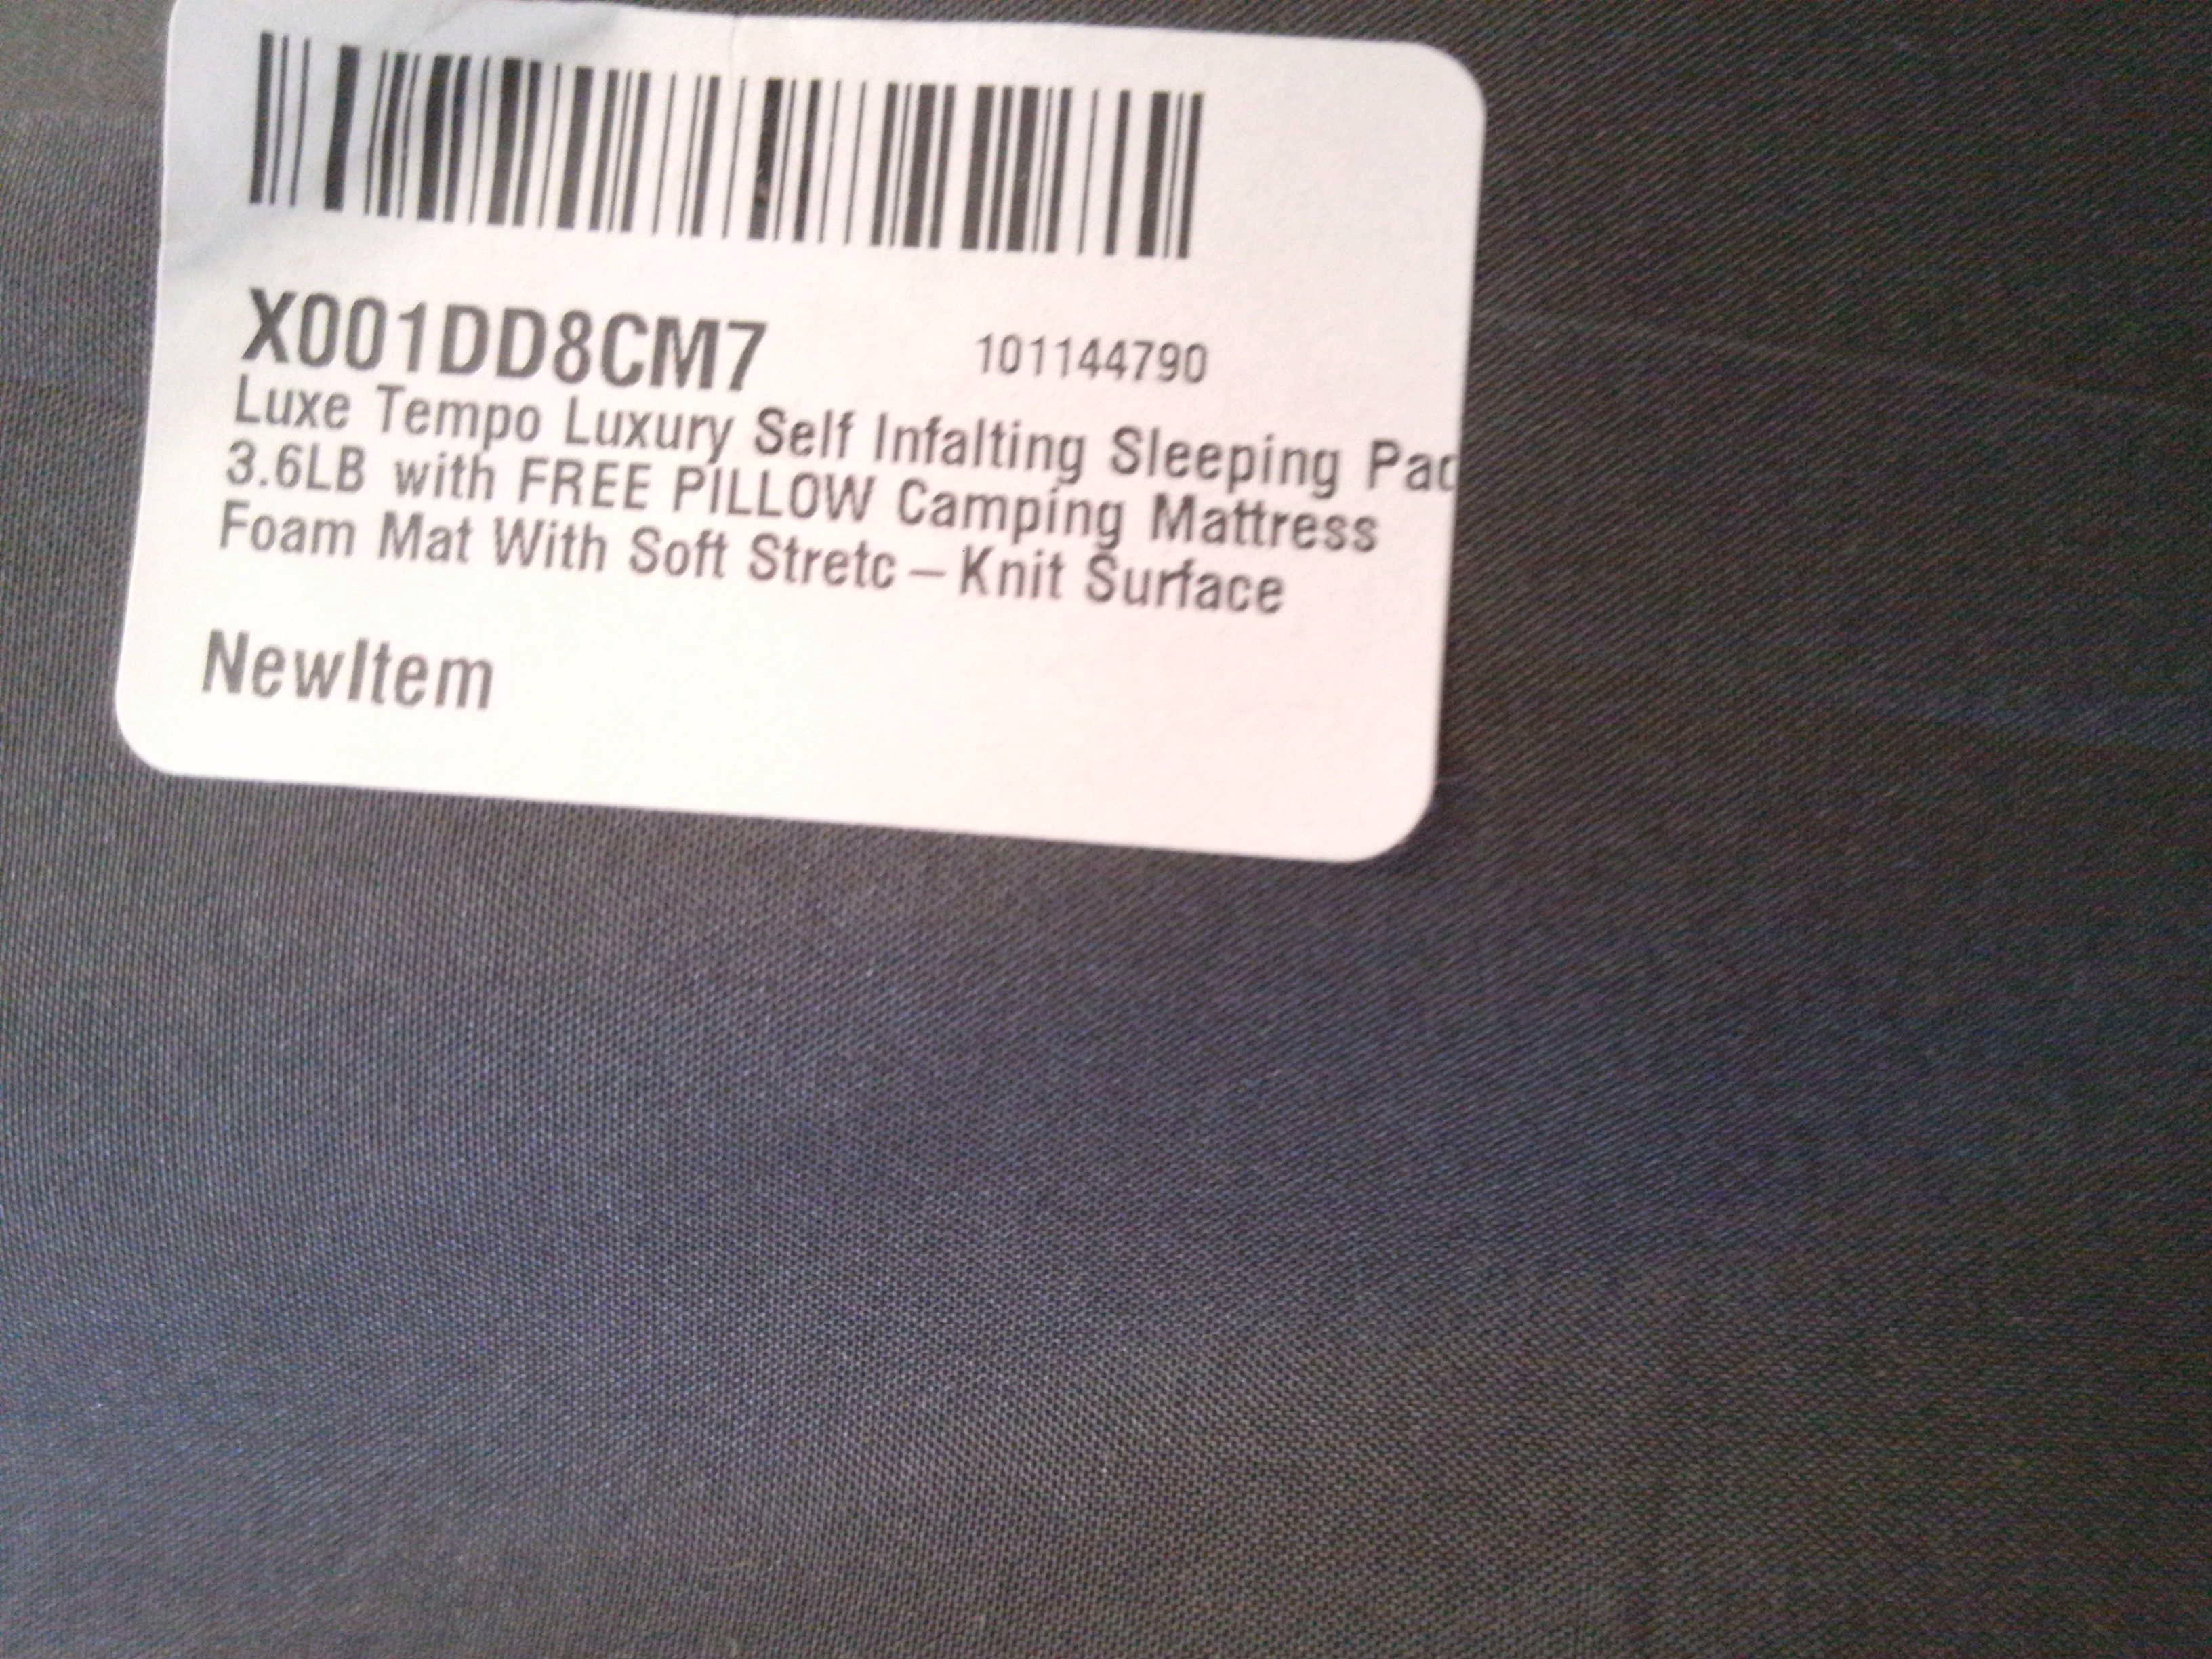 X001DD8CM7 101144790
Luxe Tempo Luxury Self Infalting Sleeping Pad
3.6LB with FREE PILLOW Camping Mattress
Foam Mat With Soft Stretc – Knit Surface
NewItem